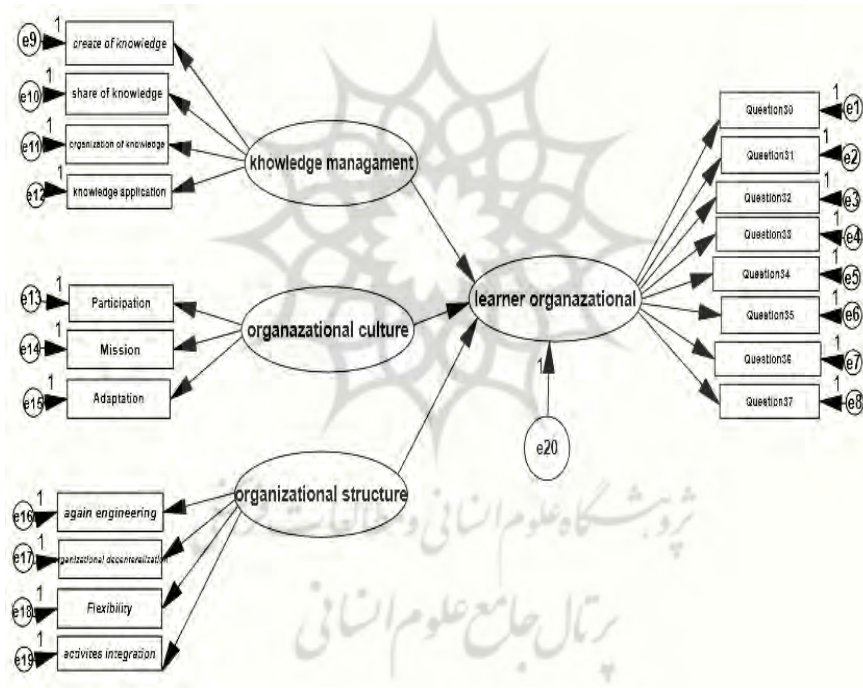 1
e9
create of knowledge
1
e10
share of knowledge
1
e11
organization of knowledge
1
e12
knowledge application
khowledge managament
1
e13
Participation
1
e14
Mission
1
e15
Adaptation
organazational culture
1
e16
again engineering
1
e17
ganizational decenteralization
1
e18
Flexibility
1
e19
activites integration
organizational structure
learner organazational
1
e20
Question30
1
e1
Question31
1
e2
Question32
1
e3
Question33
1
e4
Question34
1
e5
Question35
1
e6
Question36
1
e7
Question37
1
e8
پژوهشگاه علوم انسانی و مطالعات فرهنگی
پرتال جامع علوم انسانی